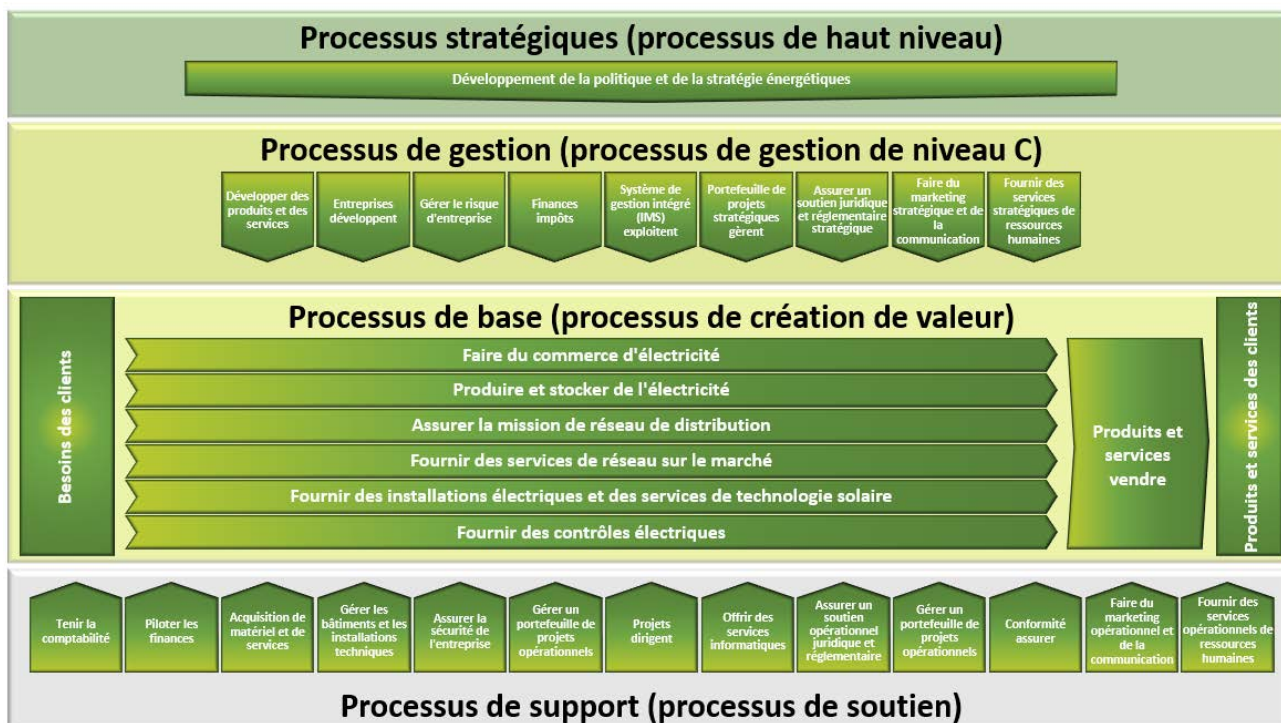 Processus stratégiques (processus de haut niveau)
Développement de la politique et de la stratégie énergétiques
Processus de gestion (processus de gestion de niveau C)
Développer des
produits et des
services
Entreprises
développent
Gérer le risque
d'entreprise
Finances
impôts
Système de
gestion intégré
(IMS)
exploitent
Portefeuille de
projets
stratégiques
gèrent
Assurer un
soutien juridique
et réglementaire
stratégique
Faire du
marketing
stratégique et de
la
communication
Fournir des
services
stratégiques de
ressources
humaines
Processus de base (processus de création de valeur)
Besoins des clients
Faire du commerce d'électricité
Produire et stocker de l'électricité
Assurer la mission de réseau de distribution
Fournir des services de réseau sur le marché
Fournir des installations électriques et des services de technologie solaire
Fournir des contrôles électriques
Produits et
services
vendre
Produits et services des clients
Tenir la
comptabilité
Piloter les
finances
Acquisition de
matériel et de
services
Gérer les
bâtiments et les
installations
techniques
Assurer la
sécurité de
l'entreprise
Gérer un
portefeuille de
projets
opérationnels
Projets
dirigent
Offrir des
services
informatiques
Assurer un
soutien
opérationnel
juridique et
réglementaire
Gérer un
portefeuille de
projets
opérationnels
Conformité
assurer
Faire du
marketing
opérationnel et
de la
communication
Fournir des
services
opérationnels de
ressources
humaines
Processus de support (processus de soutien)